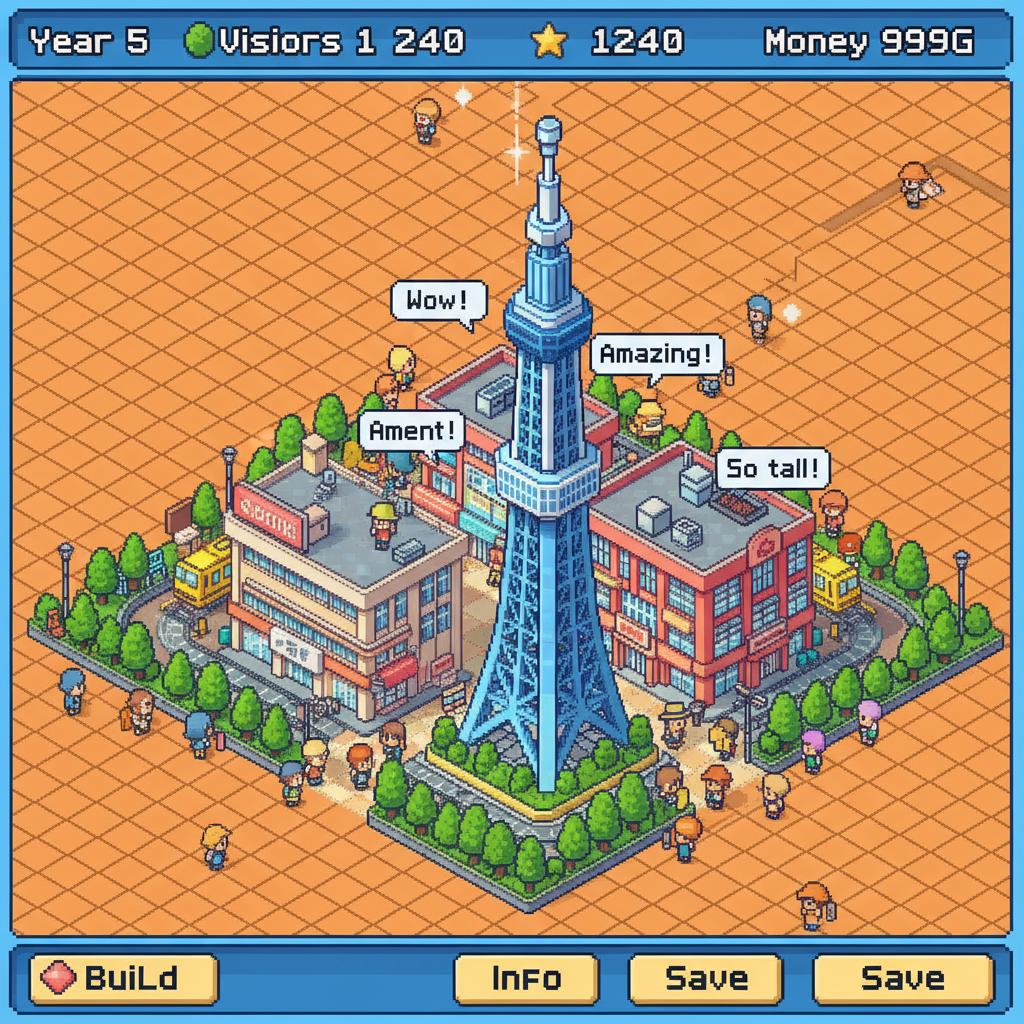 Year 5
Visiors 1 240
1240
Money 999G
Wow!
Amazing!
Ament!
So tall!
BuiLd
InFo
Save
Save